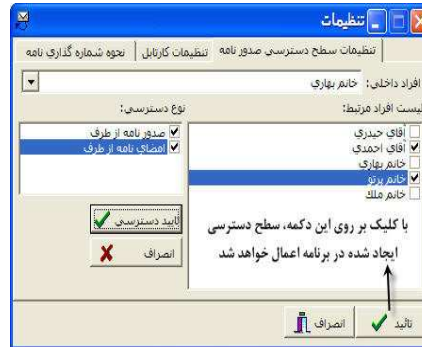 تنظیمات
تنظیمات سطح دسترسی صدور نامه
تنظیمات کارتابل
نحوه شماره گذاری نامه
افراد داخلی:
خانم بهاری
لیست افراد مرتبط:
نوع دسترسی:
آقای حیدری
آقای احمدی
خانم بهاری
خانم پرتو
خانم ملك
صدور نامه از طرف
امضای نامه از طرف
تأیید دسترسی
انصراف
با کلیک بر روی این دکمه، سطح دسترسی
ایجاد شده در برنامه اعمال خواهد شد
تائید
انصراف